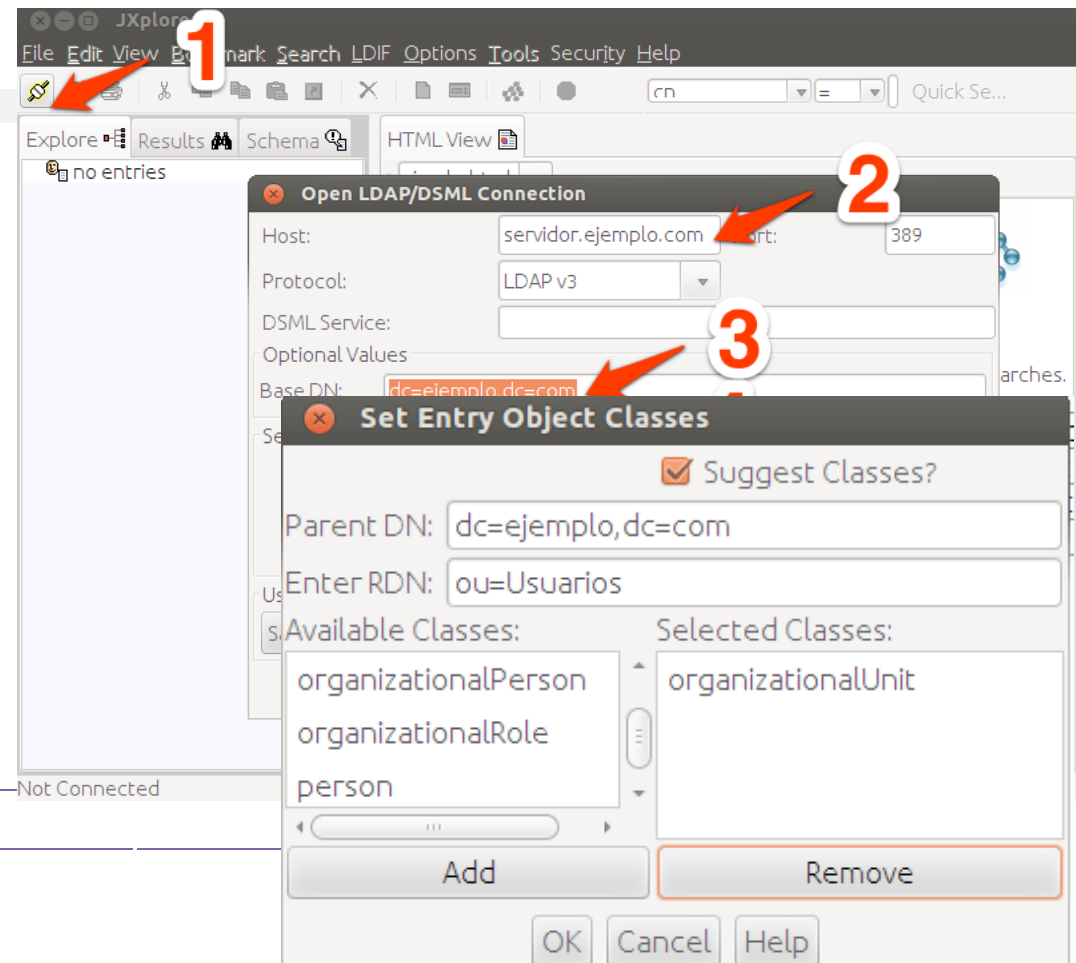 JXplore
1
File Edit View Bookmark Search LDIF Options Tools Security Help
cn = Quick Se...
Explore Results Schema HTML View
no entries
2
Open LDAP/DSML Connection
Host: servidor.ejemplo.com 389
Protocol: LDAP v3
DSML Service:
3
Optional Values
Base DN: dc=ejemplo,dc=com
arches.
Set Entry Object Classes
Se
Suggest Classes?
Parent DN: dc=ejemplo,dc=com
Enter RDN: ou=Usuarios
Us
Available Classes: Selected Classes:
organizationalPerson organizationalUnit
organizationalRole
person
Not Connected
Add Remove
OK Cancel Help